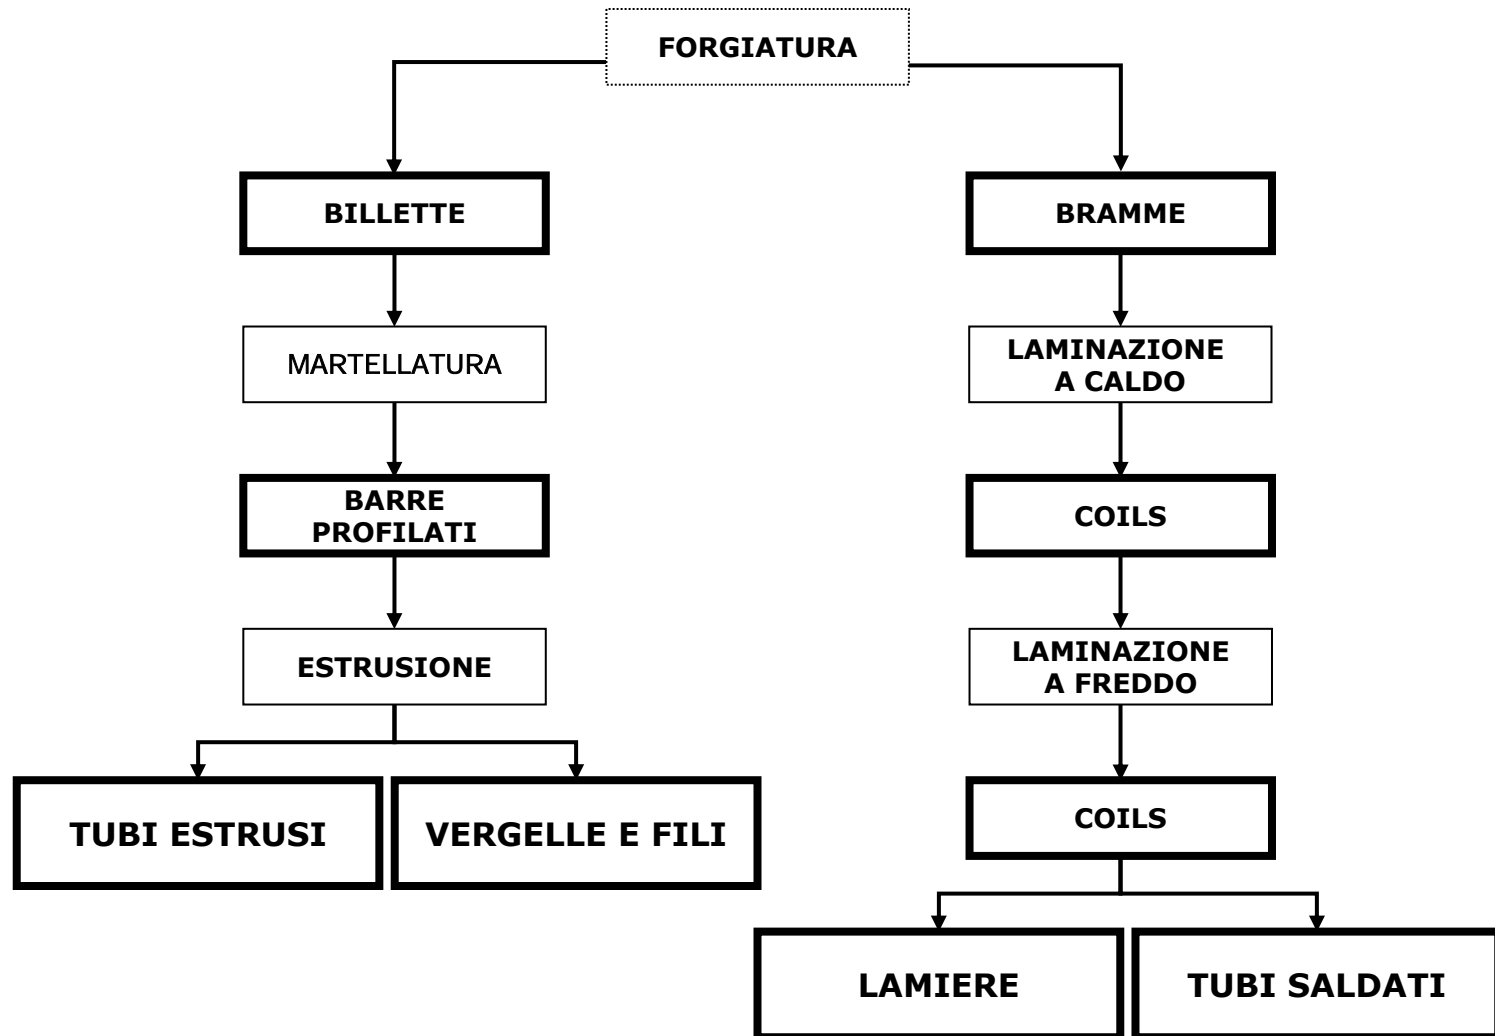 FORGIATURA
BILLETTE
BRAMME
MARTELLATURA
LAMINAZIONE
A CALDO
BARRE
PROFILATI
COILS
ESTRUSIONE
LAMINAZIONE
A FREDDO
TUBI ESTRUSI
VERGELLE E FILI
COILS
LAMIERE
TUBI SALDATI